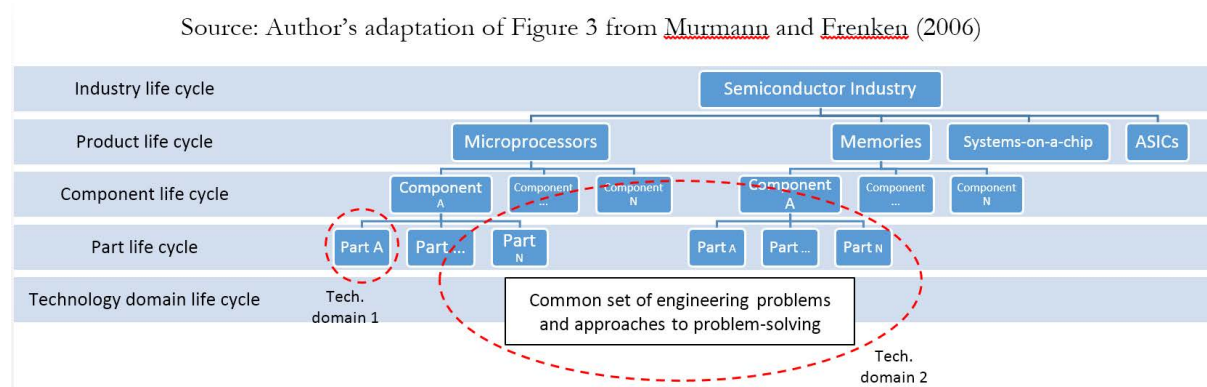 Source: Author's adaptation of Figure 3 from Murmann and Frenken (2006)
Industry life cycle
Semiconductor Industry
Product life cycle
Microprocessors
Memories
Systems-on-a-chip
ASICs
Component life cycle
Component
A
Component
...
Component
N
Component
A
Component
...
Component
N
Part life cycle
Part A
Part ...
Part
N
Part A
Part ...
Part N
Technology domain life cycle
Tech.
domain 1
Common set of engineering problems
and approaches to problem-solving
Tech.
domain 2